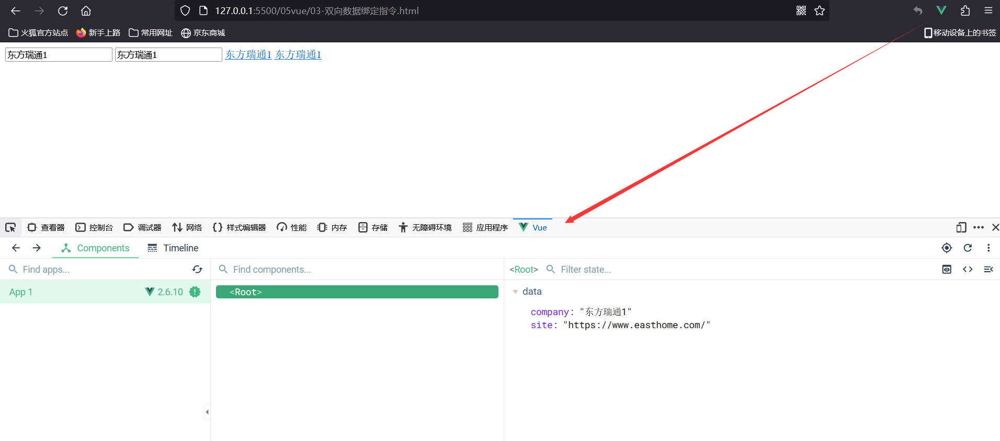 127.0.0.1:5500/05vue/03-双向数据绑定指令.html
火狐官方站点 新手上路 常用网址 京东商城 移动设备上的书签
东方瑞通1 东方瑞通1 东方瑞通1 东方瑞通1
查看器 控制台 调试器 网络 样式编辑器 性能 内存 存储 无障碍环境 应用程序 Vue
Components Timeline
Find apps... Find components... <Root> Filter state...
App 1 2.6.10 <Root> data
company: "东方瑞通1"
site: "https://www.easthome.com/"